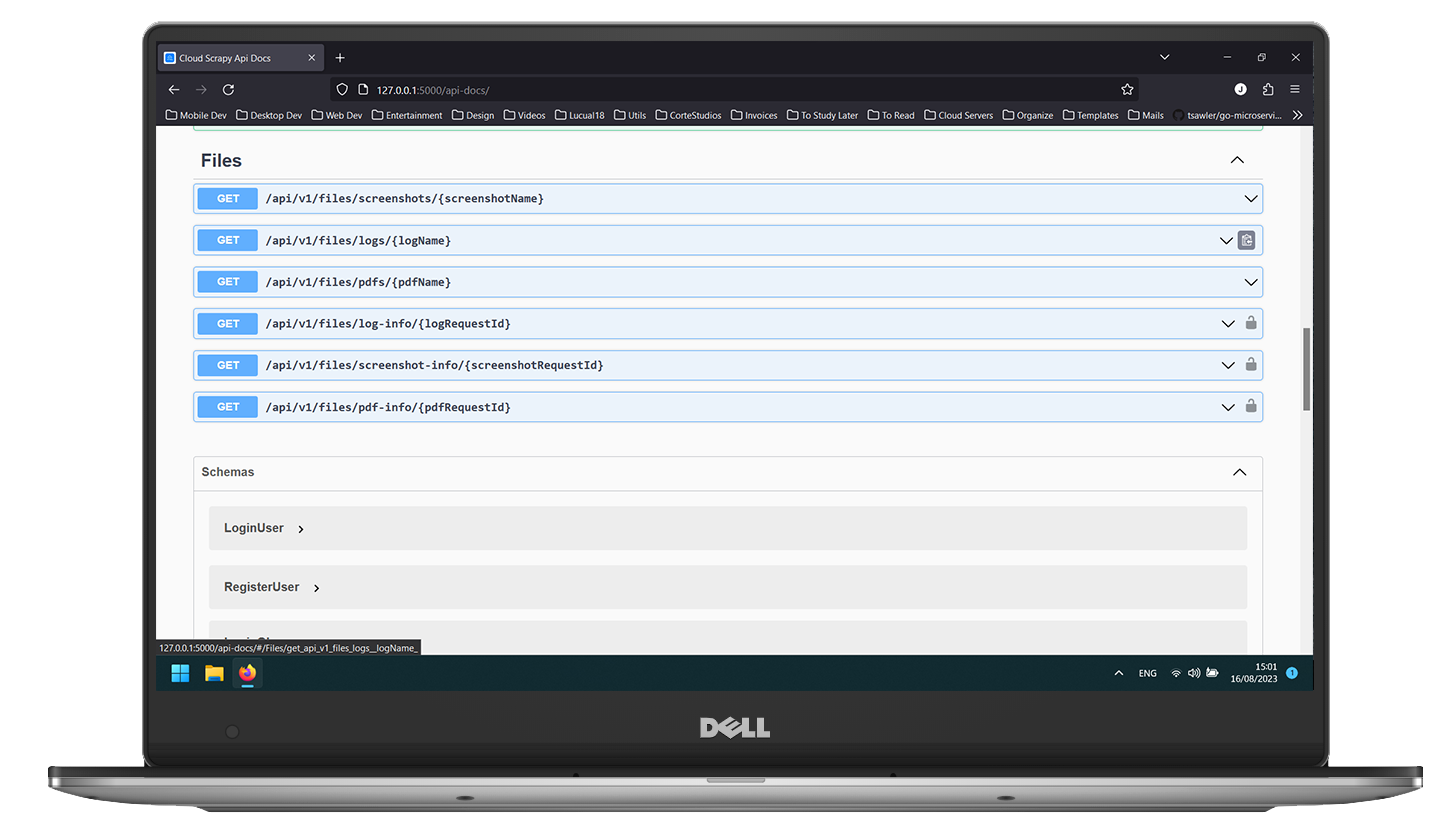 Cloud Scrapy Api Docs
127.0.0.1:5000/api-docs/
J
Mobile Dev Desktop Dev Web Dev Entertainment Design Videos Lucual18 Utils CorteStudios Invoices To Study Later To Read Cloud Servers Organize Templates Mails tsawler/go-microservi...
Files
GET /api/v1/files/screenshots/{screenshotName}
GET /api/v1/files/logs/{logName}
GET /api/v1/files/pdfs/{pdfName}
GET /api/v1/files/log-info/{logRequestId}
GET /api/v1/files/screenshot-info/{screenshotRequestId}
GET /api/v1/files/pdf-info/{pdfRequestId}
Schemas
LoginUser
RegisterUser
127.0.0.1:5000/api-docs/#/Files/get_api_v1_files_logs__logName_
ENG 15:01
16/08/2023 1
DELL